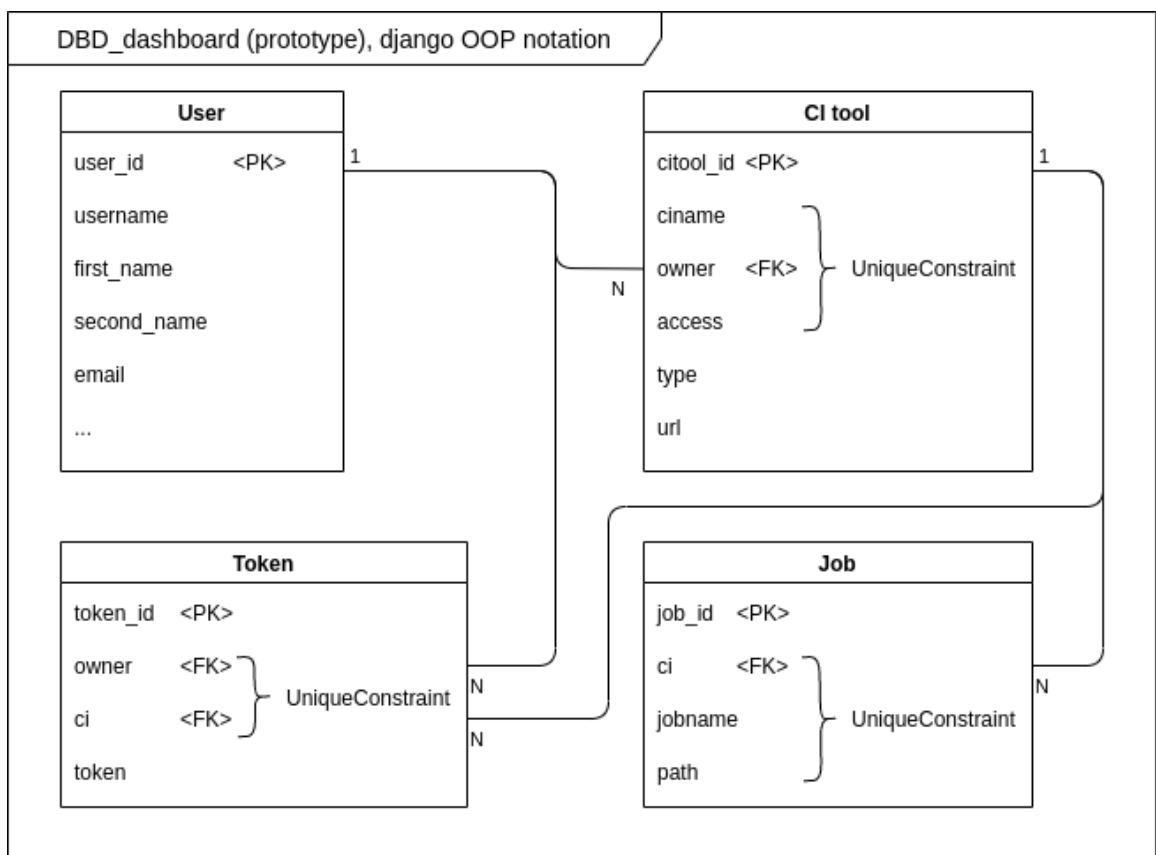 DBD_dashboard (prototype), django OOP notation
User
user_id <PK>
username
first_name
second_name
email
...
1
N
CI tool
citool_id <PK>
ciname
owner <FK>
access
UniqueConstraint
type
url
1
Token
token_id <PK>
owner <FK>
ci <FK>
UniqueConstraint
token
N
N
Job
job_id <PK>
ci <FK>
jobname
path
UniqueConstraint
N